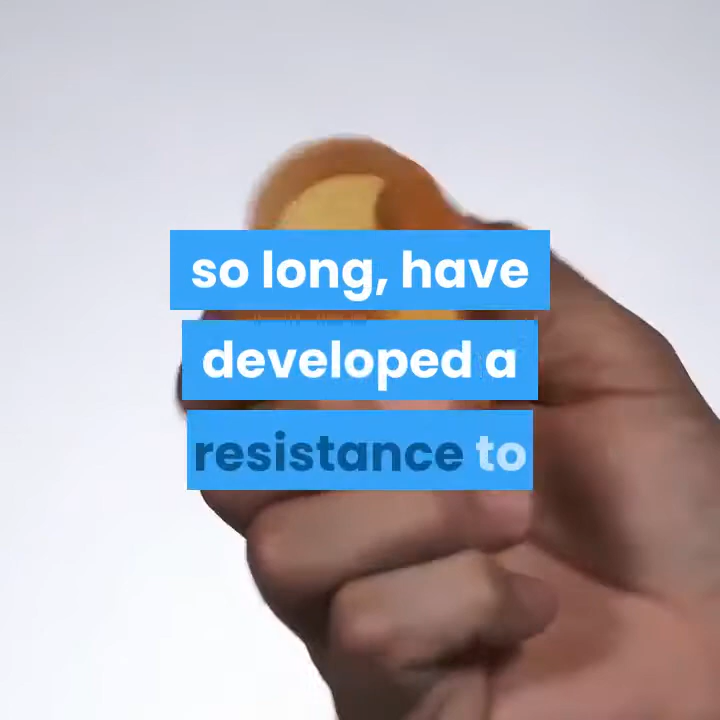 so long, have
developed a
resistance to